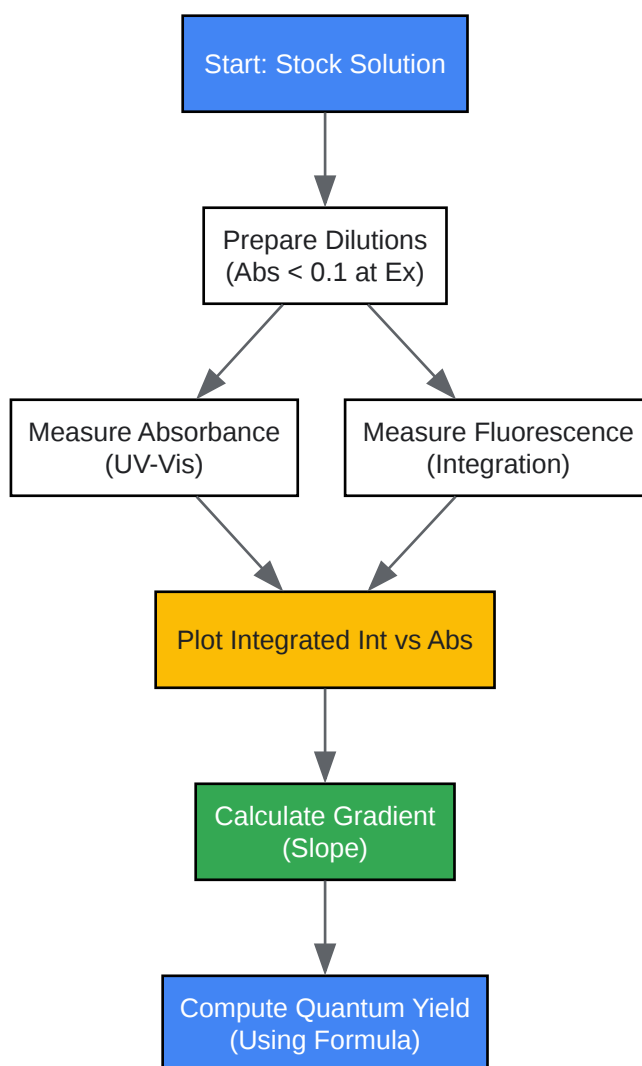 Start: Stock Solution
Prepare Dilutions
(Abs < 0.1 at Ex)
Measure Absorbance
(UV-Vis)
Measure Fluorescence
(Integration)
Plot Integrated Int vs Abs
Calculate Gradient
(Slope)
Compute Quantum Yield
(Using Formula)